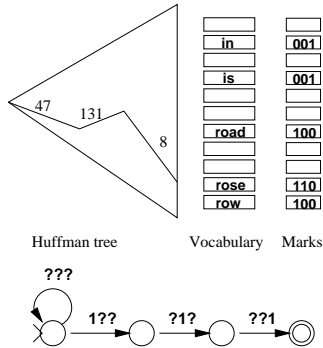 in 001
47
is 001
131
road 100
8
rose 110
row 100
Huffman tree Vocabulary Marks
???
1?? ?1? ??1